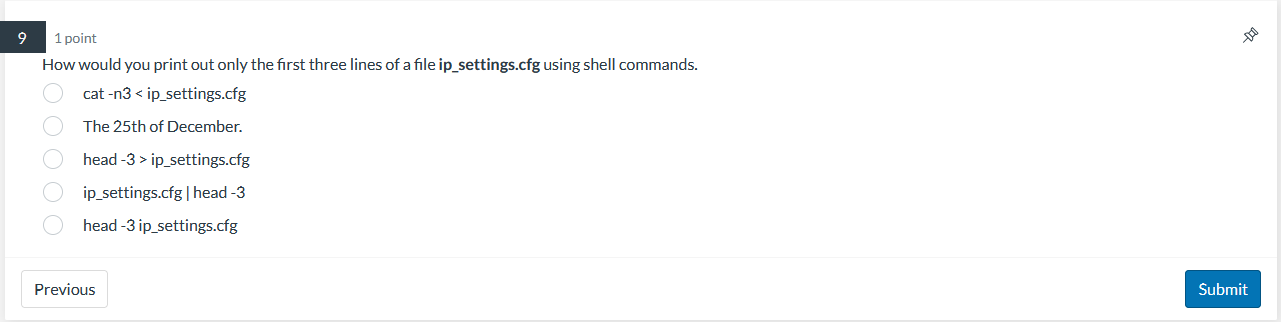 9
1 point
How would you print out only the first three lines of a file ip_settings.cfg using shell commands.
cat -n3 < ip_settings.cfg
The 25th of December.
head -3 > ip_settings.cfg
ip_settings.cfg | head -3
head -3 ip_settings.cfg
Previous
Submit